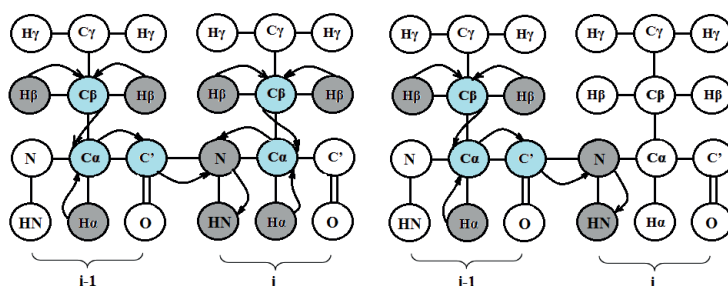 Hγ Cγ Hγ Hγ Cγ Hγ Hγ Cγ Hγ Hγ Cγ Hγ
Hβ Cβ Hβ Hβ Cβ Hβ Hβ Cβ Hβ Hβ Cβ Hβ
N Cα C' N Cα C' N Cα C' N Cα C'
HN Hα O HN Hα O HN Hα O HN Hα O
i-1 i i-1 i